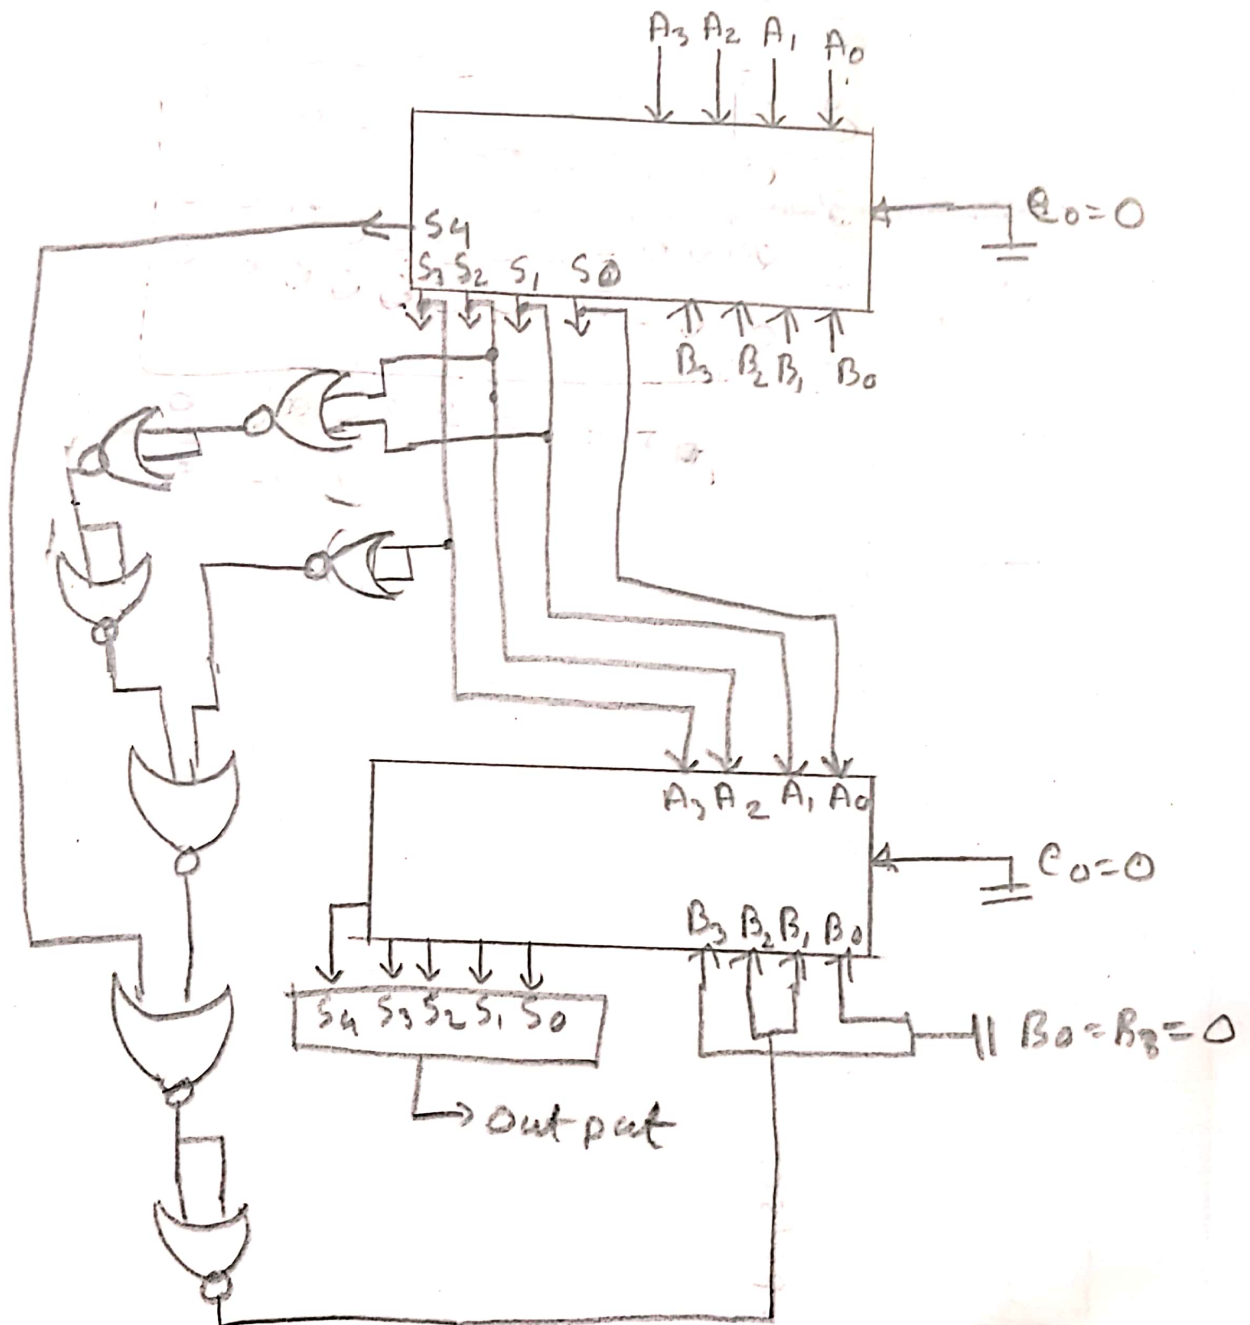 A3 A2 A1 A0
C0=0
S4
S3 S2 S1 S0
B3 B2 B1 B0
A3 A2 A1 A0
C0=0
B3 B2 B1 B0
S4 S3 S2 S1 S0
B0=B3=0
Output